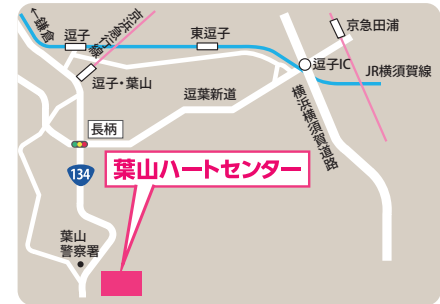 ←鎌倉
逗子
京浜急行線
東逗子
京急田浦
逗子IC
JR横須賀線
逗子・葉山
逗葉新道
横浜横須賀道路
長柄
134
葉山ハートセンター
葉山
警察署